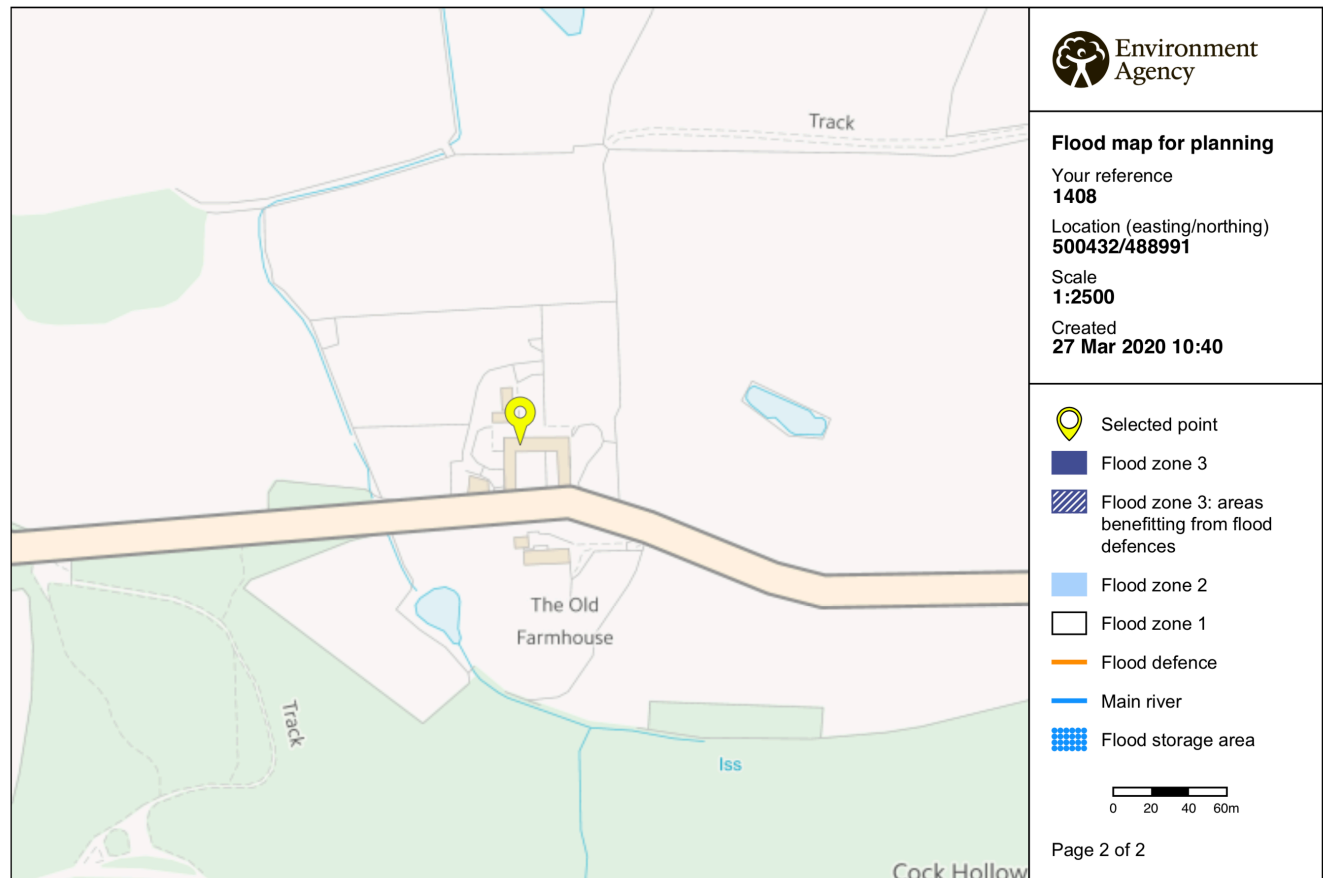 Track
The Old
Farmhouse
Track
Iss
Cock Hollow
Environment
Agency
Flood map for planning
Your reference
1408
Location (easting/northing)
500432/488991
Scale
1:2500
Created
27 Mar 2020 10:40
Selected point
Flood zone 3
Flood zone 3: areas
benefitting from flood
defences
Flood zone 2
Flood zone 1
Flood defence
Main river
Flood storage area
0 20 40 60m
Page 2 of 2